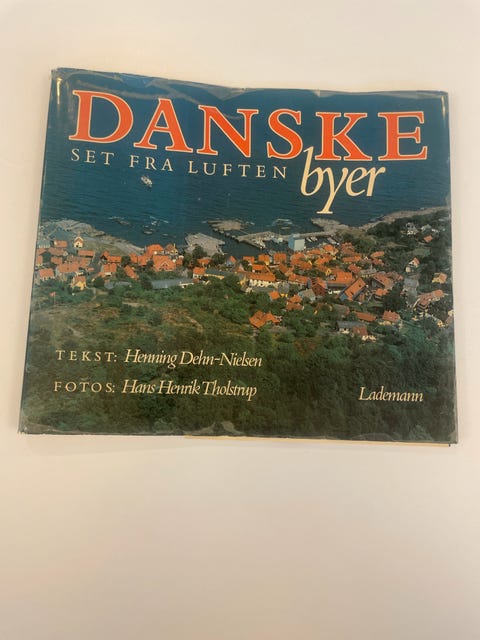 DANSKE
SET FRA LUFTEN byer
TEKST: Henning Dehn-Nielsen
FOTOS: Hans Henrik Tholstrup
Lademann